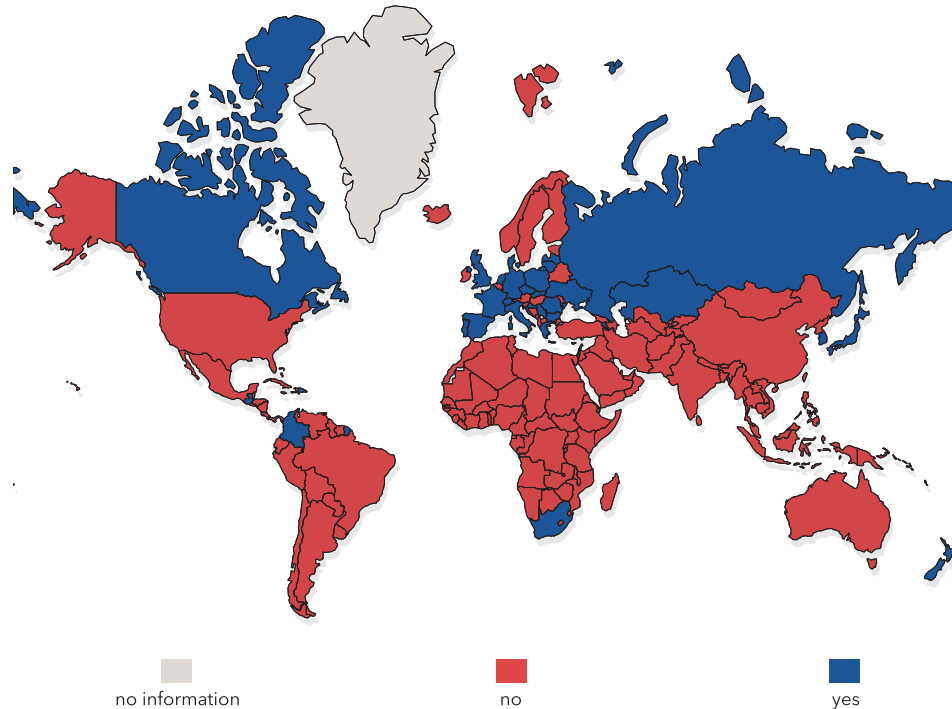 no information
no
yes